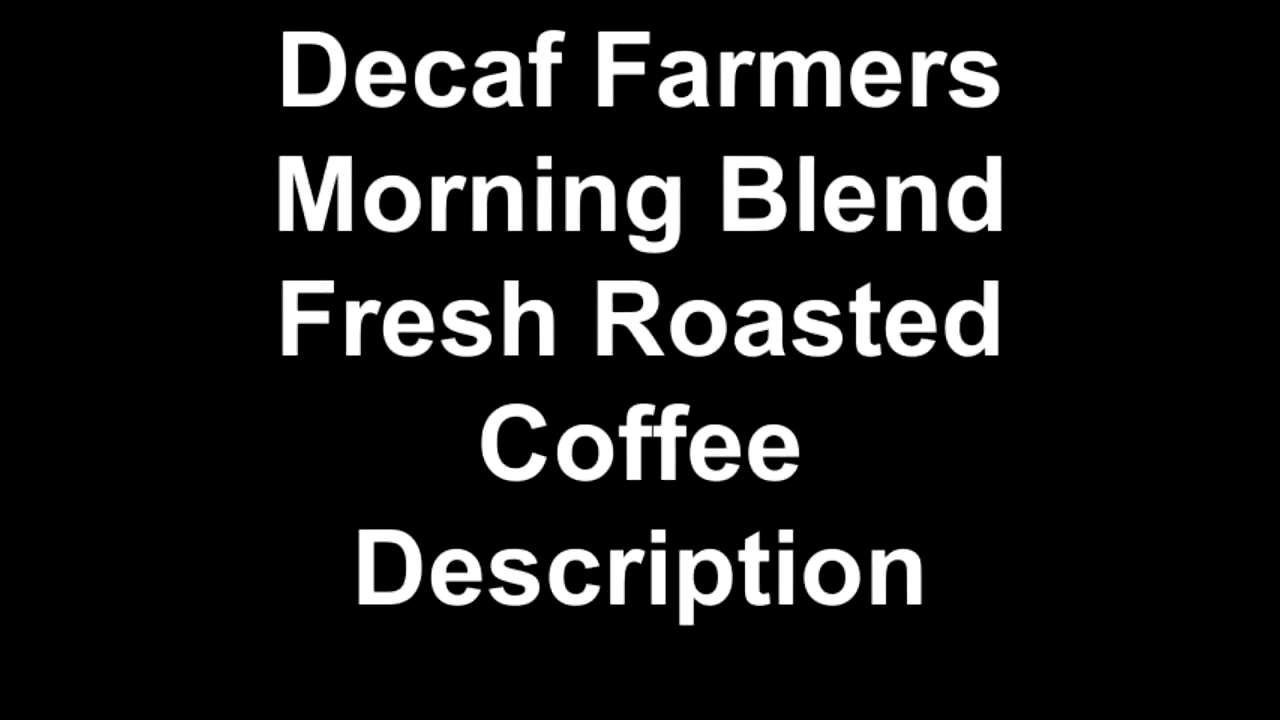 Decaf Farmers
Morning Blend
Fresh Roasted
Coffee
Description